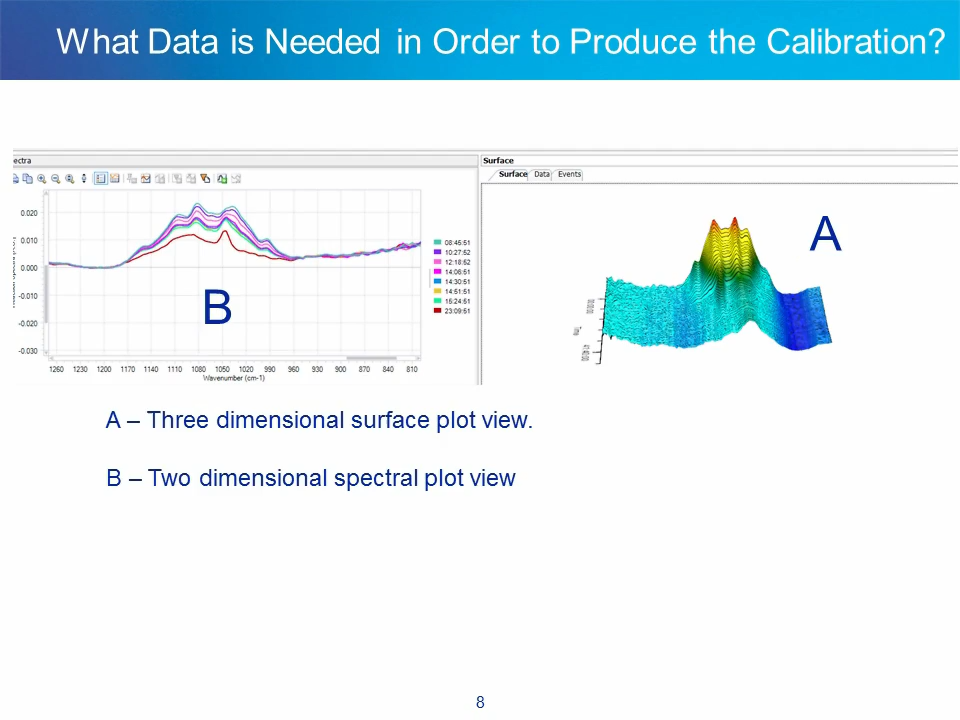 What Data is Needed in Order to Produce the Calibration?
ectra
Surface
Surface Data Events
0.020
0.010
0.000
-0.010
-0.020
-0.030
1260 1230 1200 1170 1140 1110 1080 1050 1020 990 960 930 900 870 840 810
Wavenumber (cm-1)
08:45:51
10:27:52
12:18:52
14:06:51
14:30:51
14:51:51
15:24:51
23:09:51
B
A
Time
A – Three dimensional surface plot view.
B – Two dimensional spectral plot view
8